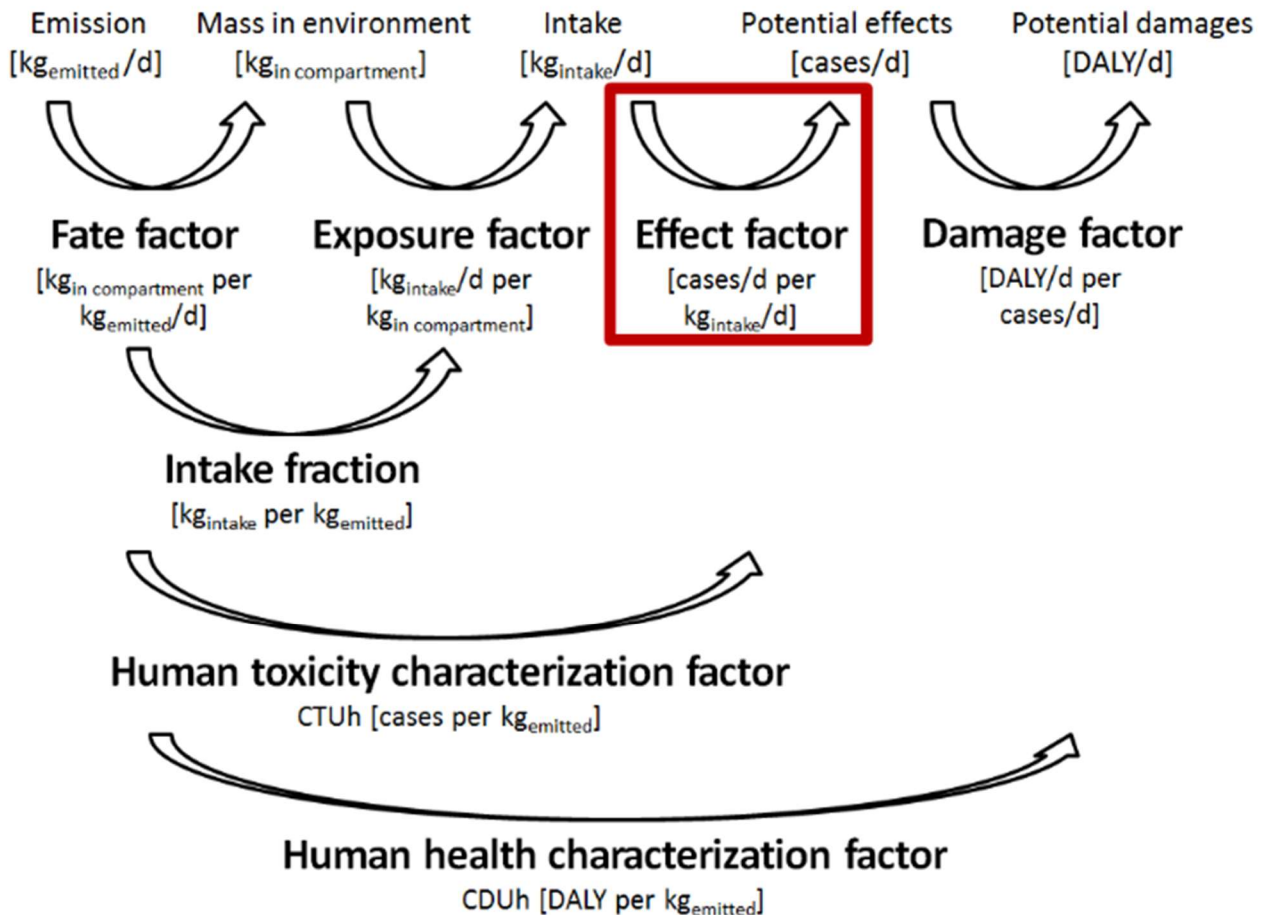 Emission
[kgemitted/d]
Mass in environment
[kgin compartment]
Intake
[kgintake/d]
Potential effects
[cases/d]
Potential damages
[DALY/d]
Fate factor
[kgin compartment per
kgemitted/d]
Exposure factor
[kgintake/d per
kgin compartment]
Effect factor
[cases/d per
kgintake/d]
Damage factor
[DALY/d per
cases/d]
Intake fraction
[kgintake per kgemitted]
Human toxicity characterization factor
CTUh [cases per kgemitted]
Human health characterization factor
CDUh [DALY per kgemitted]